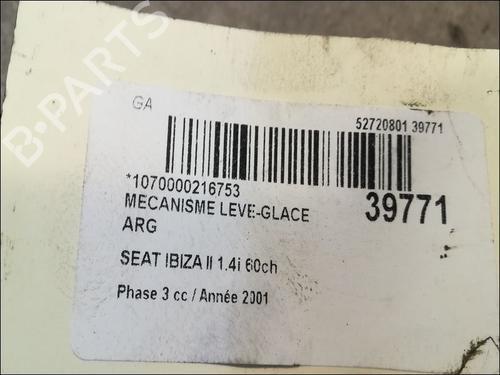 B-PARTS
GA
52720801 39771
*1070000216753
39771
MECANISME LEVE-GLACE
ARG
SEAT IBIZA II 1.4i 60ch
Phase 3 cc / Année 2001